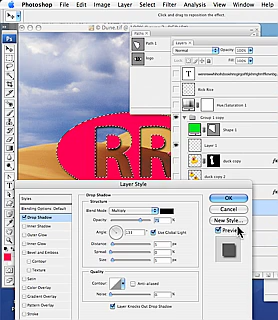 Photoshop File Edit Image Layer Select Filter Analysis View Window
Click and drag to reposition the effect.
Dune.tif
Paths
Path 1
logo
Layers
Normal
Opacity: 100%
Lock:
Fill: 100%
Rick Rice
Hue/Saturation 1
Group 1 copy
Shape 1
Layer 1
duck copy 2
duck copy
RR
Layer Style
Styles
Blending Options: Default
Drop Shadow
Inner Shadow
Outer Glow
Inner Glow
Bevel and Emboss
Contour
Texture
Satin
Color Overlay
Gradient Overlay
Pattern Overlay
Stroke
Drop Shadow
Structure
Blend Mode: Multiply
Opacity: %
Angle: 133 ° Use Global Light
Distance: px
Spread: %
Size: px
Quality
Contour: Anti-aliased
Noise: 0 %
Layer Knocks Out Drop Shadow
OK
Cancel
New Style...
Preview